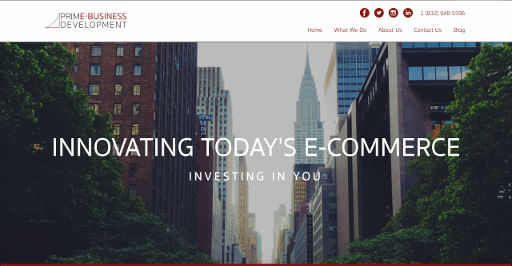 PRIME-BUSINESS
DEVELOPMENT
1 (832) 948-5596
Home What We Do About Us Contact Us Blog
INNOVATING TODAY'S E-COMMERCE
INVESTING IN YOU